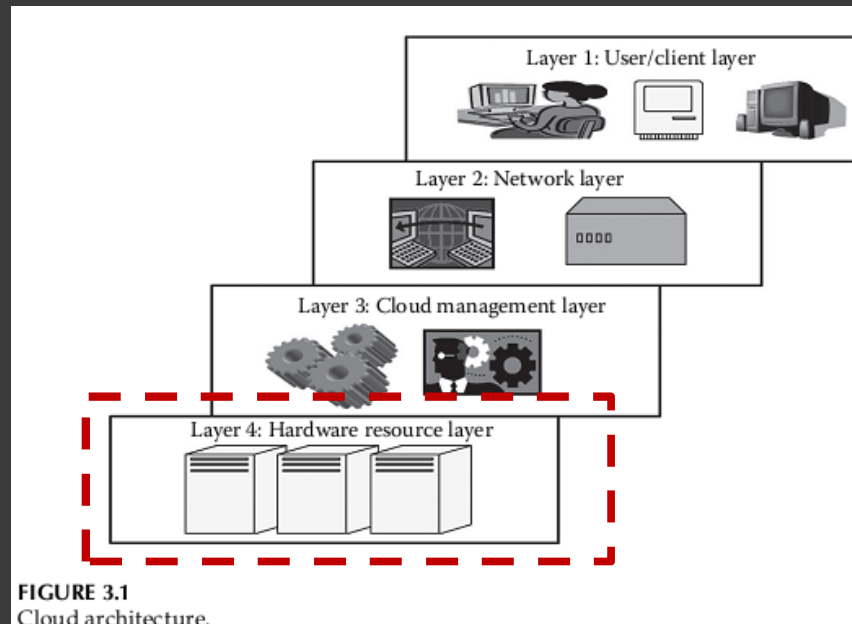 Layer 1: User/client layer
Layer 2: Network layer
Layer 3: Cloud management layer
Layer 4: Hardware resource layer
FIGURE 3.1
Cloud architecture.